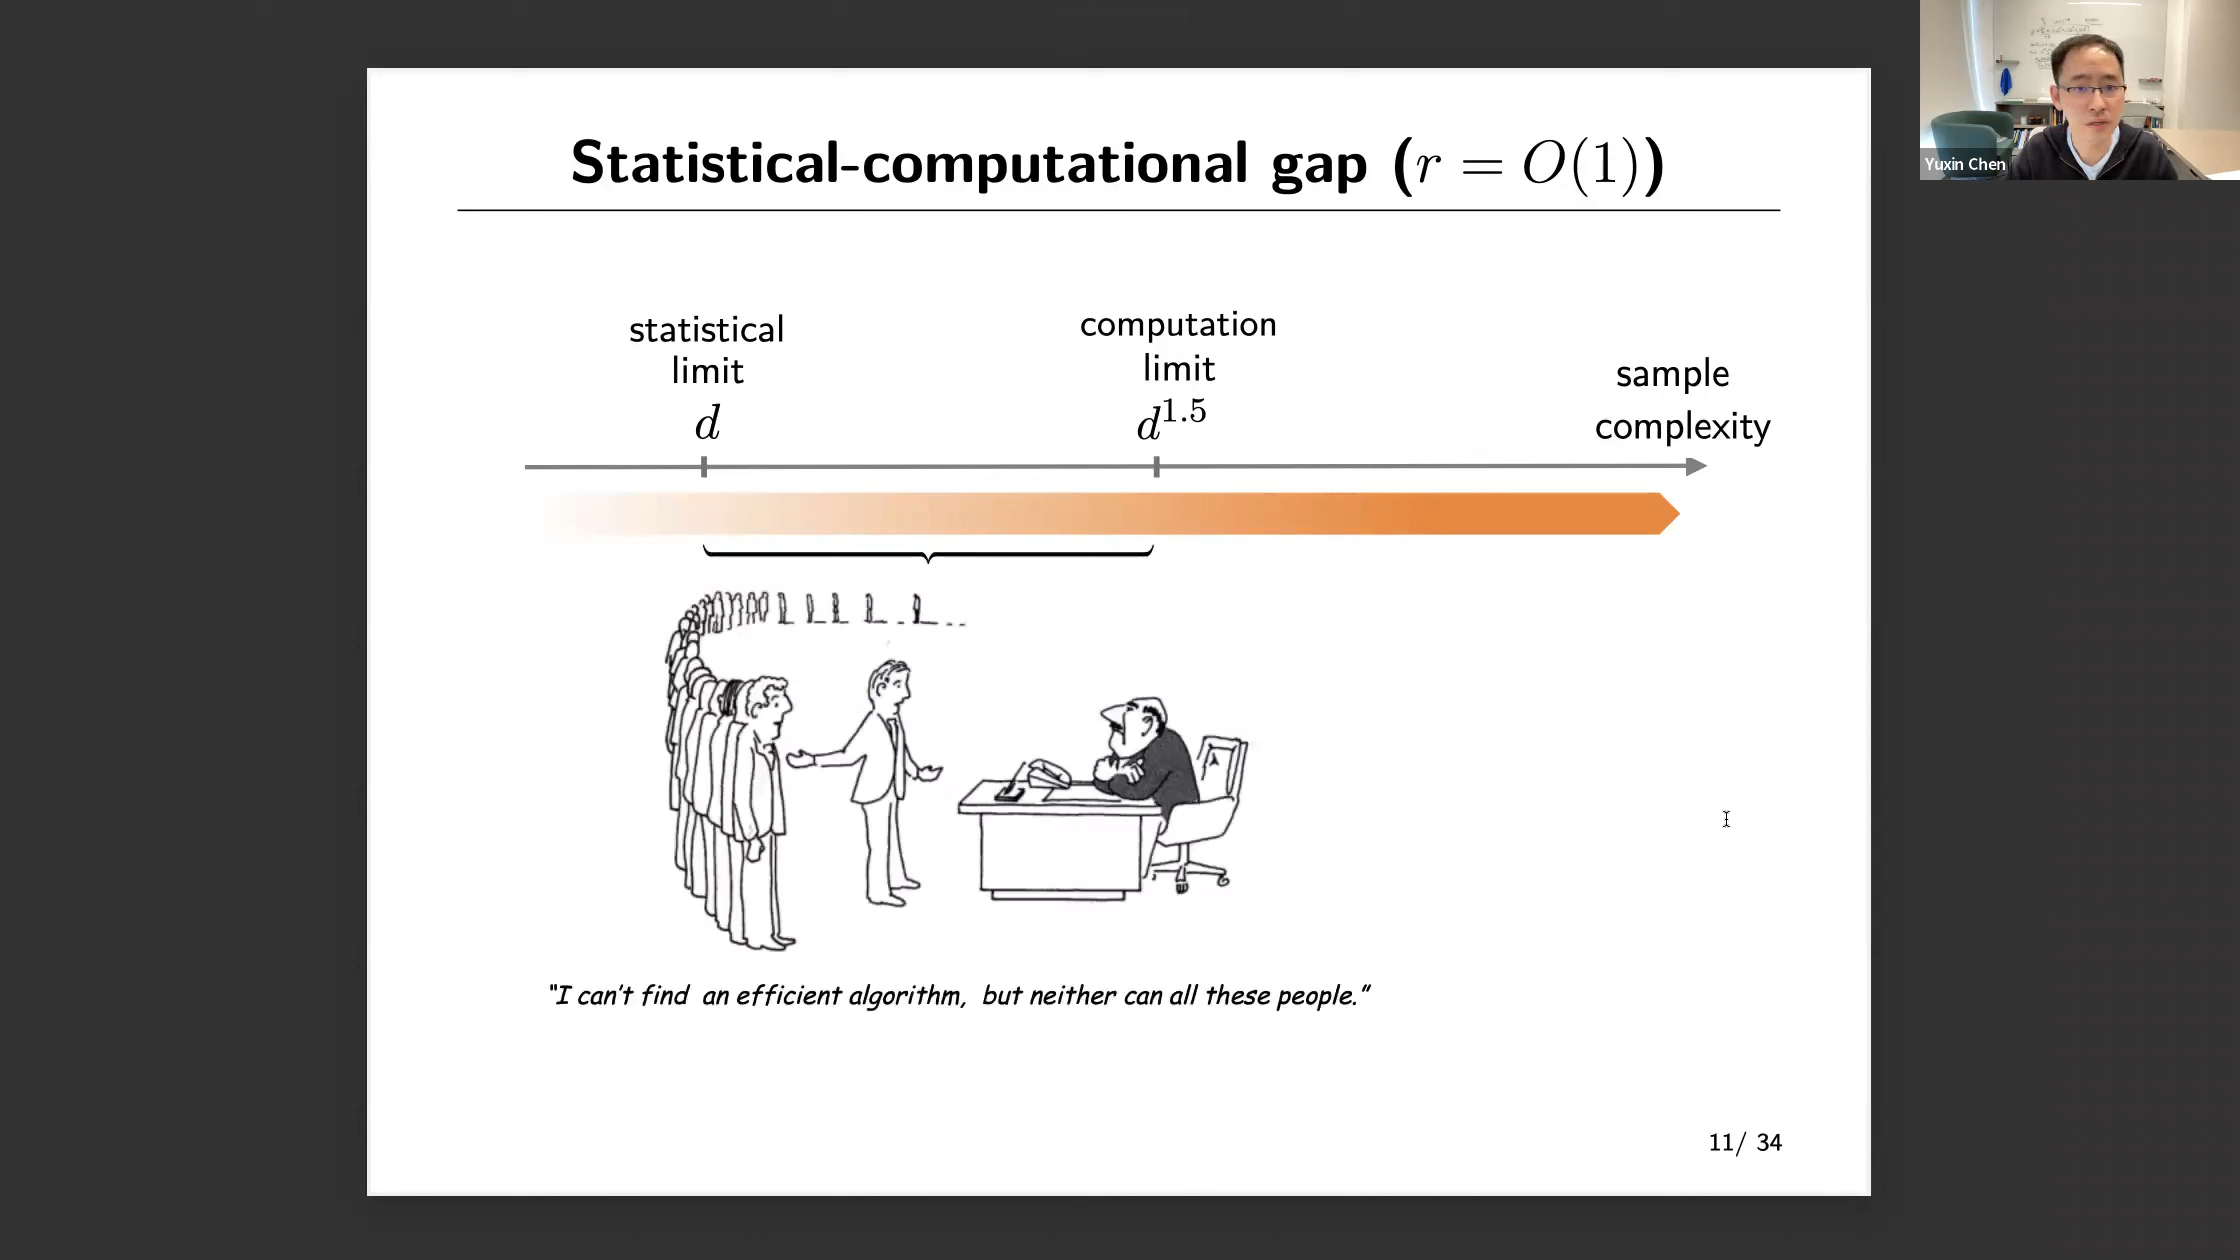 Statistical-computational gap (r = O(1))
Yuxin Chen
statistical
limit
d
computation
limit
d^{1.5}
sample
complexity
"I can't find an efficient algorithm, but neither can all these people."
11/ 34